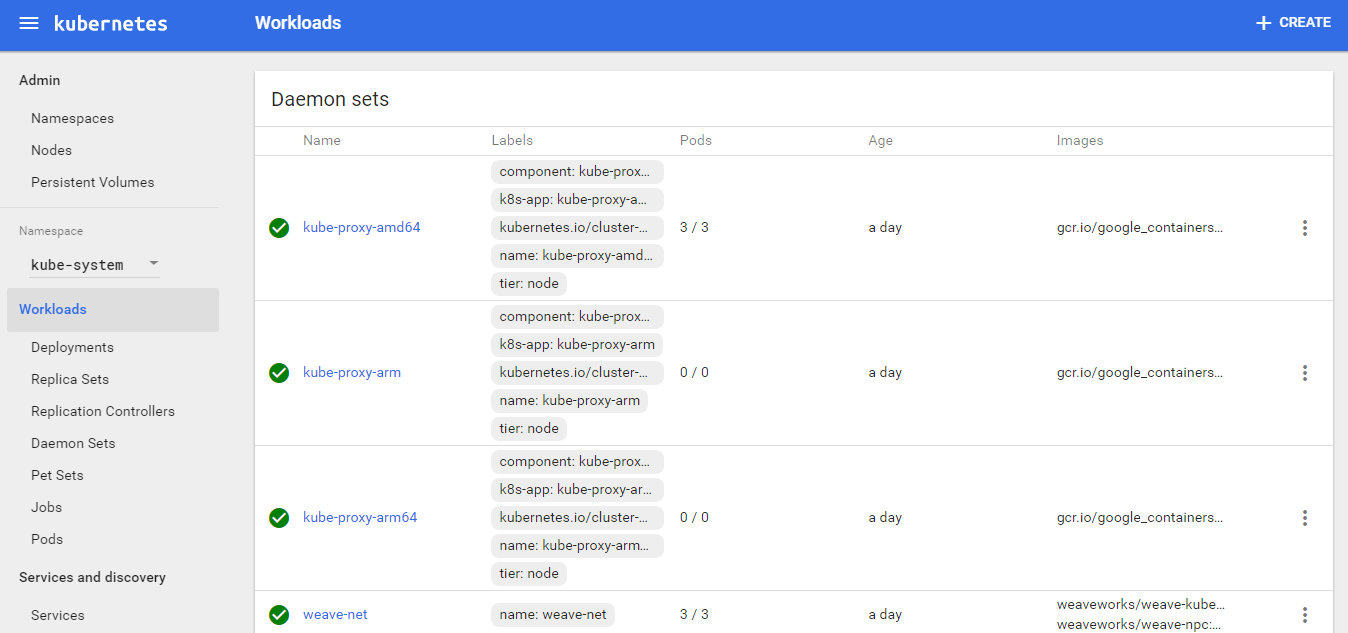 kubernetes Workloads CREATE
Admin
Namespaces
Nodes
Persistent Volumes
Namespace
kube-system
Workloads
Deployments
Replica Sets
Replication Controllers
Daemon Sets
Pet Sets
Jobs
Pods
Services and discovery
Services
Daemon sets
Name Labels Pods Age Images
component: kube-prox...
k8s-app: kube-proxy-a...
kube-proxy-amd64 kubernetes.io/cluster-... 3 / 3 a day gcr.io/google_containers...
name: kube-proxy-amd...
tier: node
component: kube-prox...
k8s-app: kube-proxy-arm
kube-proxy-arm kubernetes.io/cluster-... 0 / 0 a day gcr.io/google_containers...
name: kube-proxy-arm
tier: node
component: kube-prox...
k8s-app: kube-proxy-ar...
kube-proxy-arm64 kubernetes.io/cluster-... 0 / 0 a day gcr.io/google_containers...
name: kube-proxy-arm...
tier: node
weave-net name: weave-net 3 / 3 a day weaveworks/weave-kube...
weaveworks/weave-npc:...